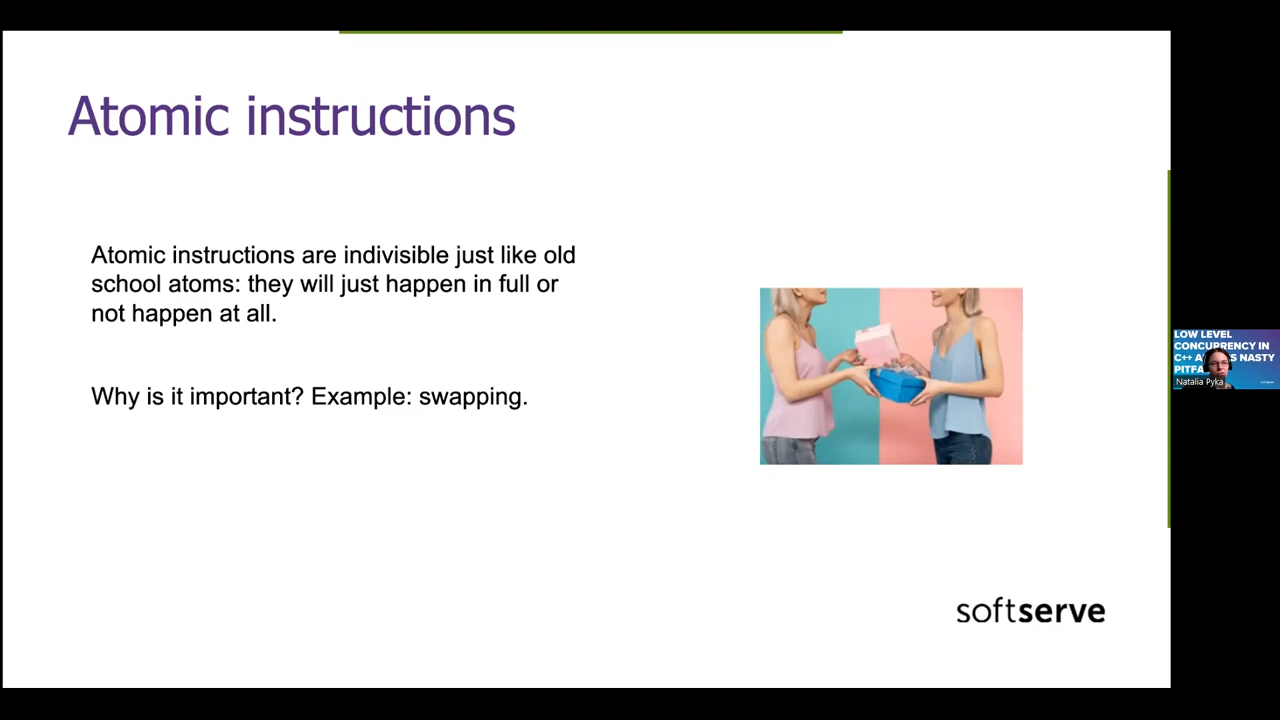 Atomic instructions
Atomic instructions are indivisible just like old
school atoms: they will just happen in full or
not happen at all.
Why is it important? Example: swapping.
softserve
LOW LEVEL
CONCURRENCY IN
C++ NASTY
Natalia Pyka